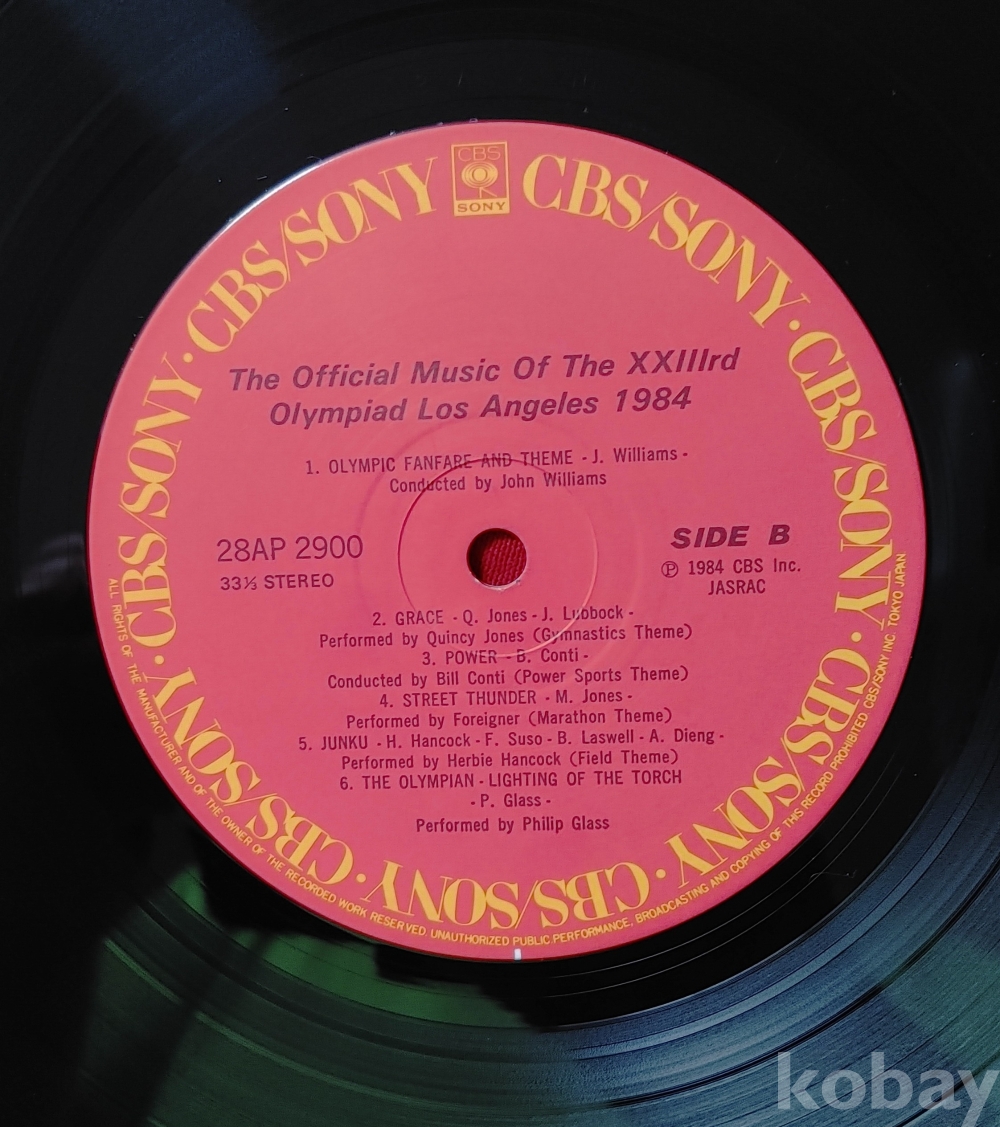 CBS
SONY
CBS/SONY · CBS/SONY · CBS/SONY · CBS/SONY · CBS/SONY · CBS/SONY · CBS/SONY · CBS/SONY
The Official Music Of The XXIIIrd
Olympiad Los Angeles 1984
1. OLYMPIC FANFARE AND THEME - J. Williams -
Conducted by John Williams
28AP 2900
33⅓ STEREO
SIDE B
Ⓟ 1984 CBS Inc.
JASRAC
2. GRACE - Q. Jones - J. Lubbock -
Performed by Quincy Jones (Gymnastics Theme)
3. POWER - B. Conti -
Conducted by Bill Conti (Power Sports Theme)
4. STREET THUNDER - M. Jones -
Performed by Foreigner (Marathon Theme)
5. JUNKU - H. Hancock - F. Suso - B. Laswell - A. Dieng -
Performed by Herbie Hancock (Field Theme)
6. THE OLYMPIAN - LIGHTING OF THE TORCH
- P. Glass -
Performed by Philip Glass
ALL RIGHTS OF THE MANUFACTURER AND OF THE OWNER OF THE RECORDED WORK RESERVED. UNAUTHORIZED PUBLIC PERFORMANCE, BROADCASTING AND COPYING OF THIS RECORD PROHIBITED CBS/SONY INC. TOKYO JAPAN.
kobay